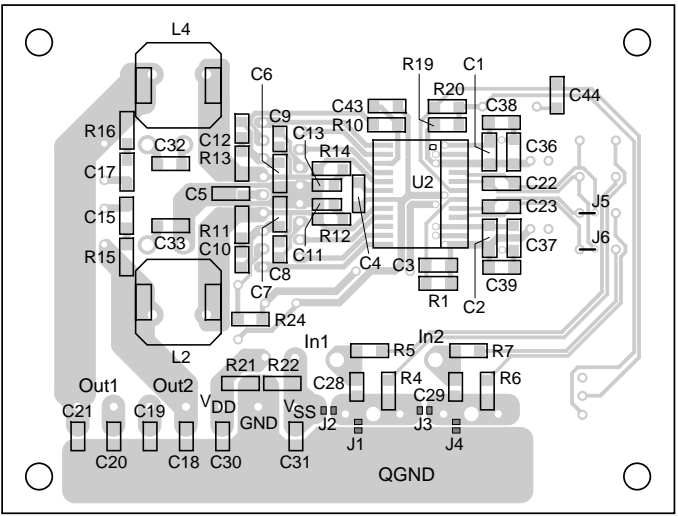 L4
C6
R19
C1
R20
C44
C43
C38
R16
C12
C9
C13
R10
R13
R14
C36
C32
C17
U2
C22
C5
C23
J5
C15
R11
R12
J6
C33
C10
C11
C4
C3
C37
R15
C8
C7
R1
C2
C39
R24
L2
In1
In2
R5
R7
R21
R22
C28
R4
C29
R6
Out1
Out2
VDD
VSS
GND
C21
C19
J2
J3
J1
J4
C20
C18
C30
C31
QGND